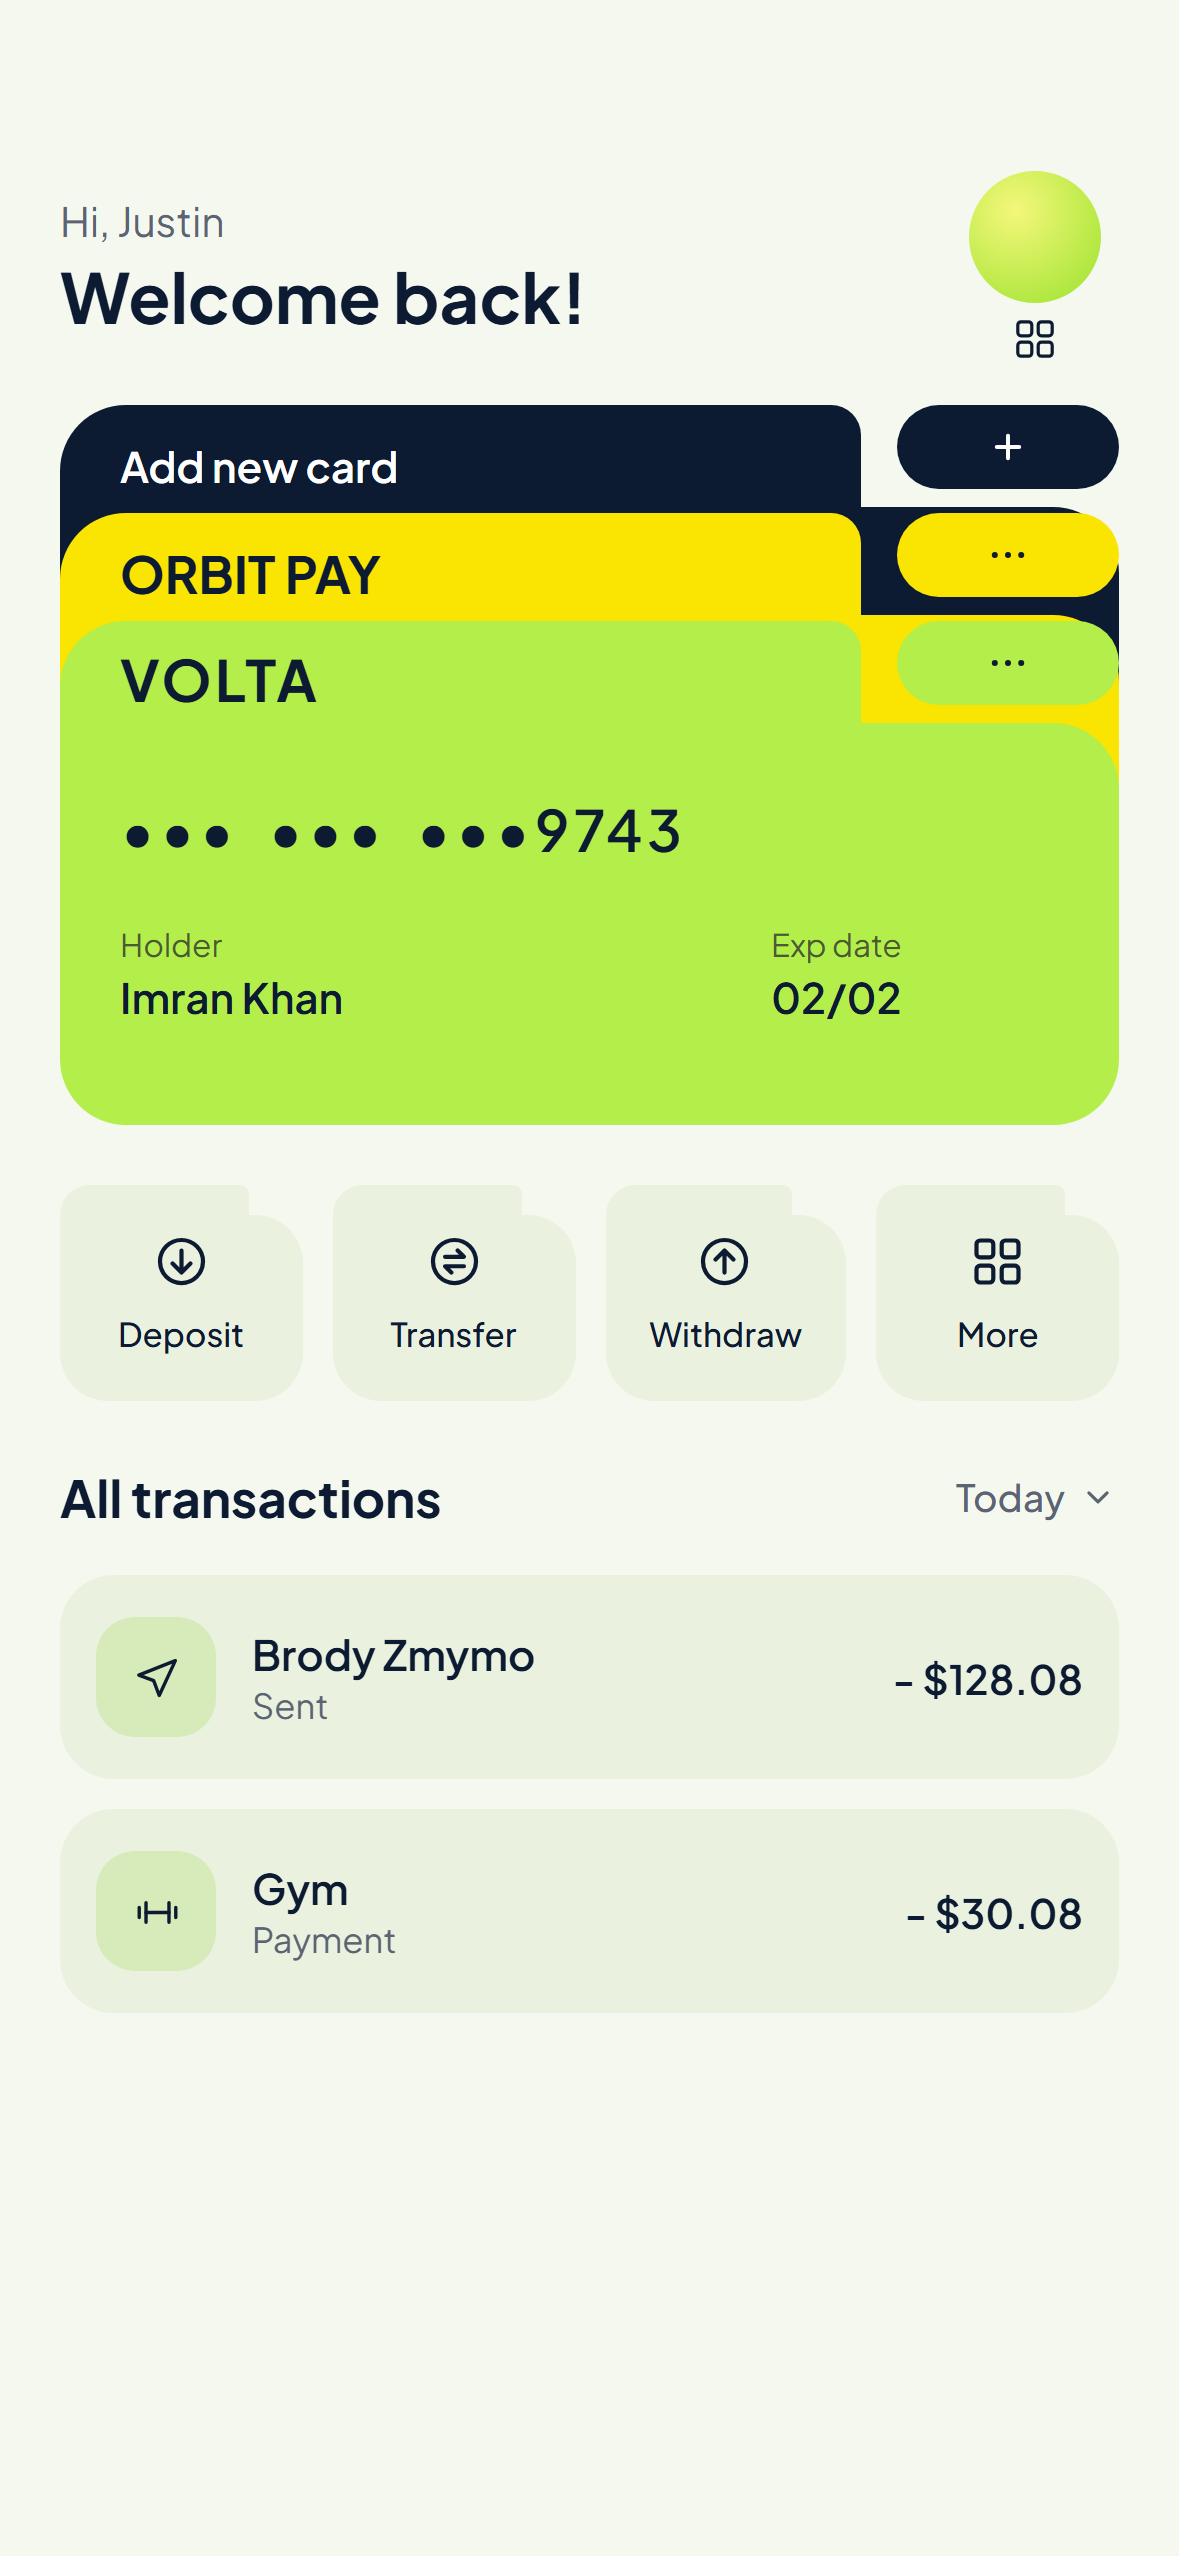 Hi, Justin
Welcome back!
Add new card
ORBIT PAY
VOLTA
●●● ●●● ●●●9743
Holder
Exp date
Imran Khan
02/02
Deposit
Transfer
Withdraw
More
All transactions
Today
Brody Zmymo
Sent
- $128.08
Gym
Payment
- $30.08